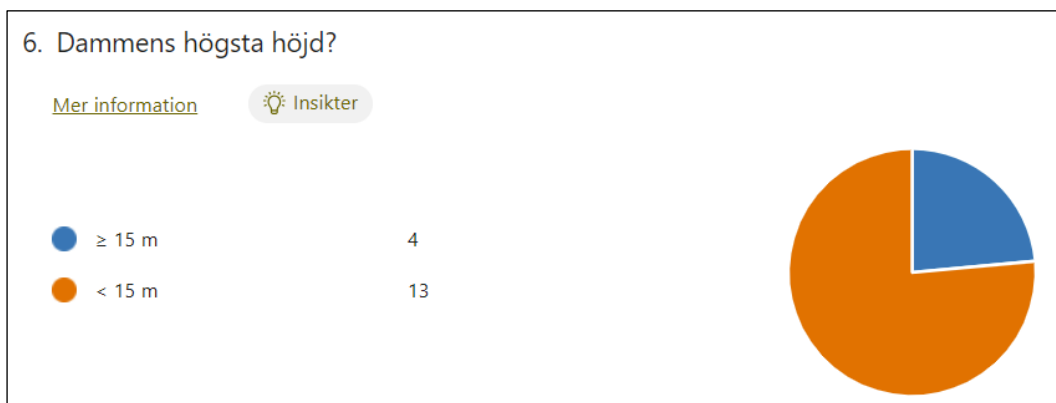 6. Dammens högsta höjd?
Mer information
Insikter
≥ 15 m 4
< 15 m 13